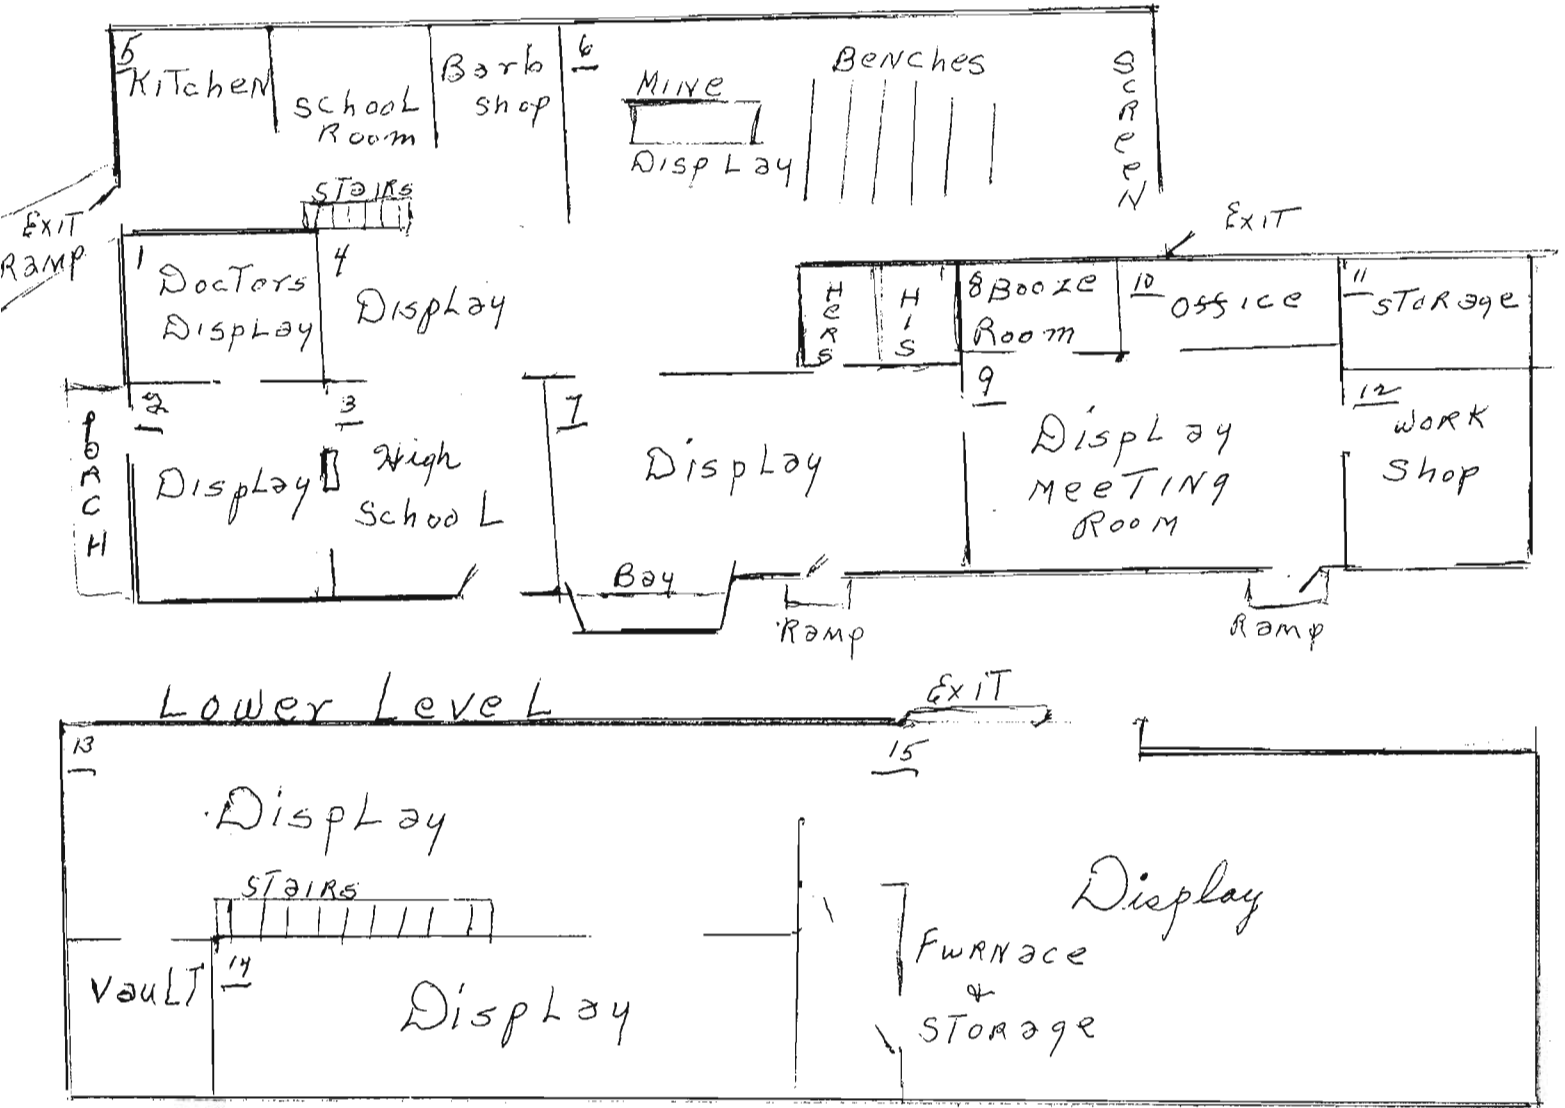 5
KITcheN
SchooL
Room
Barb
shop
6
MINE
DispLay
BeNches
SCReeN
STaIRs
EXIT
Ramp
1
DocTors
DispLay
4
DispLay
EXIT
HeRs
HIS
8 Booze
Room
10
office
11
SToRage
PoRCH
2
DispLay
3
High
SchooL
7
DispLay
9
DispLay
MeeTINg
RooM
12
WoRK
Shop
Bay
Ramp
Ramp
Lower LeveL
EXIT
13
DispLay
15
STaIRs
VauLT
14
DispLay
Display
FuRNace
&
SToRage